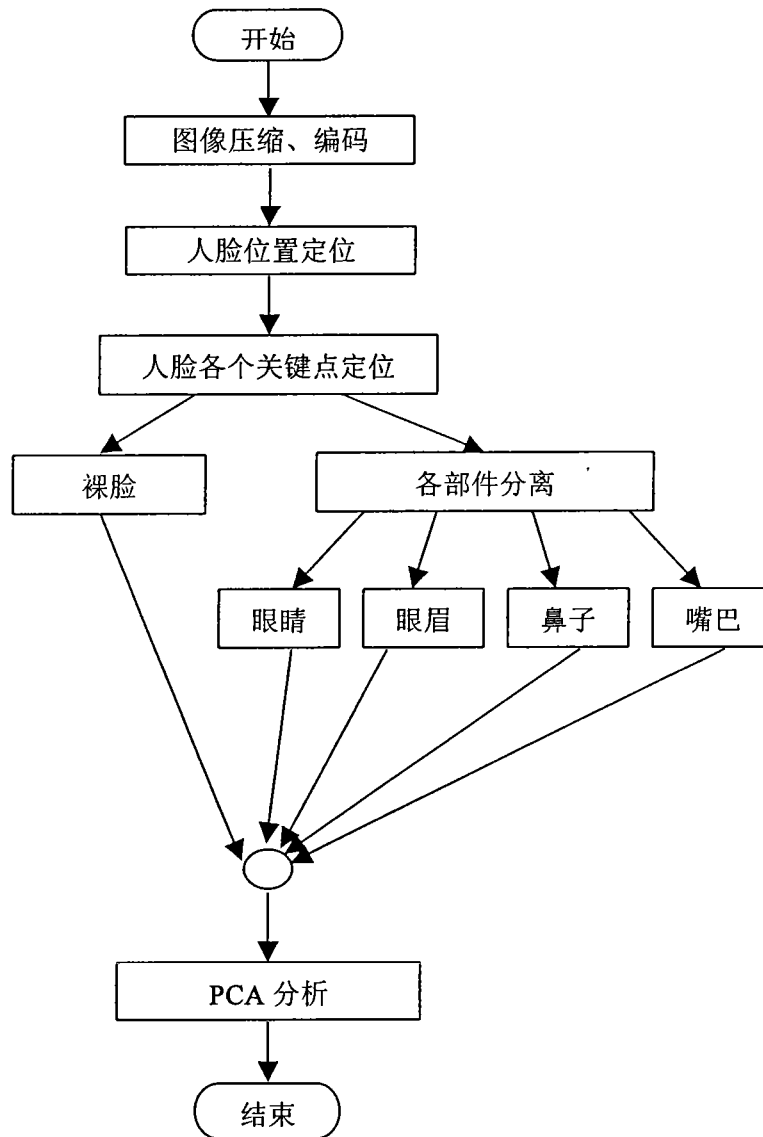 开始
图像压缩、编码
人脸位置定位
人脸各个关键点定位
裸脸
各部件分离
眼睛
眼眉
鼻子
嘴巴
PCA 分析
结束